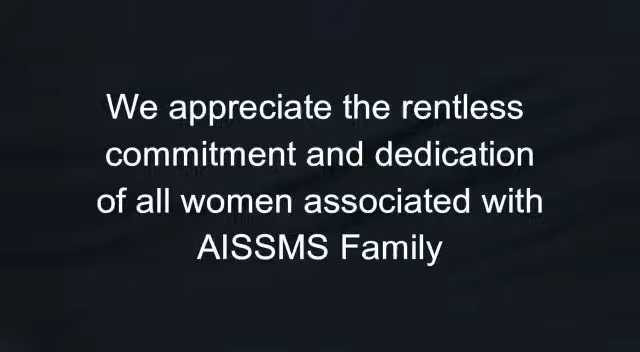 We appreciate the rentless
commitment and dedication
of all women associated with
AISSMS Family